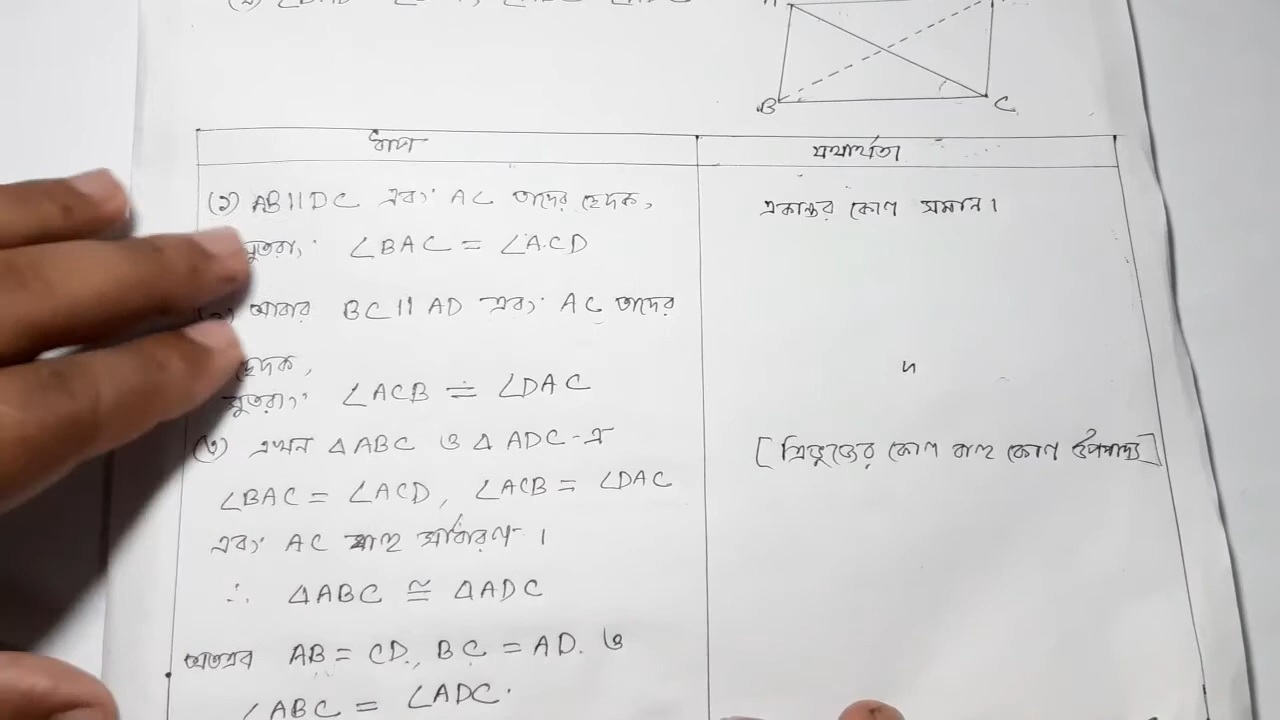 B
C
ধাপ
যথার্থতা
(১) AB||DC এবং AC তাদের ছেদক,
একান্তর কোণ সমান।
সুতরাং ∠BAC = ∠ACD
আবার BC || AD এবং AC তাদের
ছেদক,
"
সুতরাং ∠ACB = ∠DAC
(৩) এখন Δ ABC ও Δ ADC-এ
[ত্রিভুজের কোণ বাহু কোণ উপপাদ্য]
∠BAC = ∠ACD, ∠ACB = ∠DAC
এবং AC বাহু সাধারণ।
∴ ΔABC ≅ ΔADC
অতএব AB = CD, BC = AD. ও
∠ABC = ∠ADC.